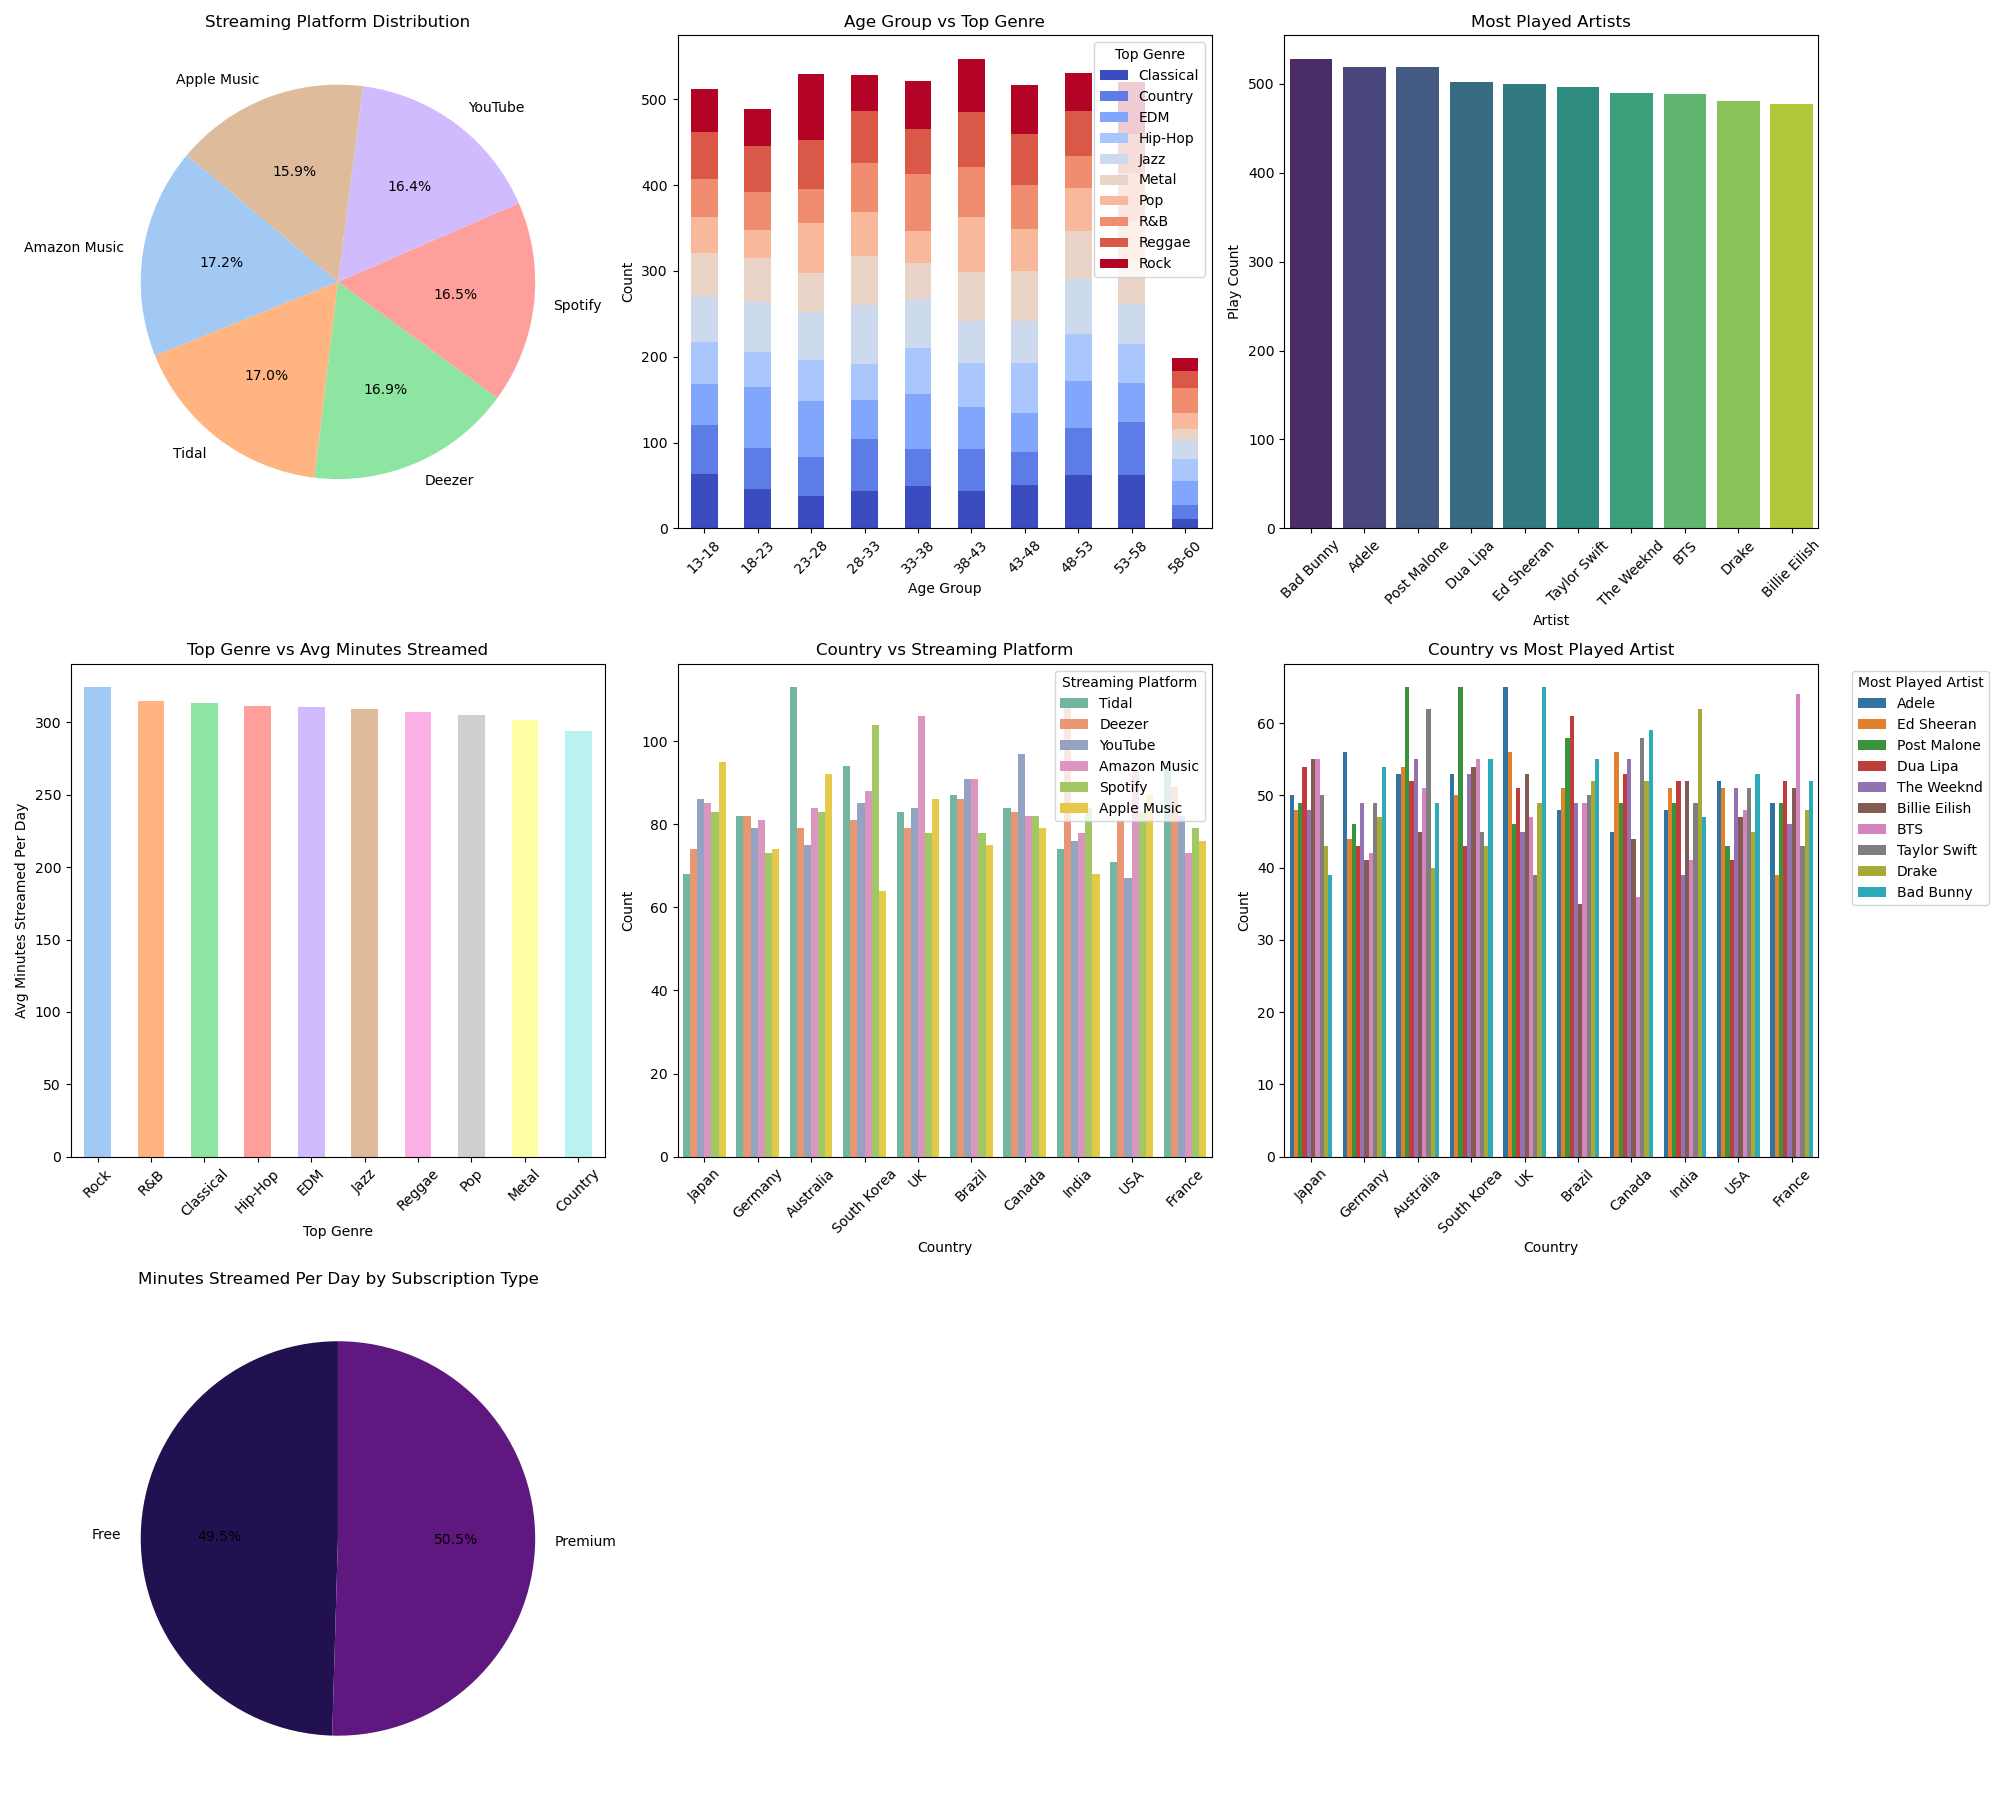 Streaming Platform Distribution
Apple Music
YouTube
15.9%
16.4%
Amazon Music
17.2%
16.5%
Spotify
17.0%
16.9%
Tidal
Deezer
Age Group vs Top Genre
Top Genre
Classical
Country
EDM
Hip-Hop
Jazz
Metal
Pop
R&B
Reggae
Rock
Count
500
400
300
200
100
0
13-18
18-23
23-28
28-33
33-38
38-43
43-48
48-53
53-58
58-60
Age Group
Most Played Artists
Play Count
500
400
300
200
100
0
Bad Bunny
Adele
Post Malone
Dua Lipa
Ed Sheeran
Taylor Swift
The Weeknd
BTS
Drake
Billie Eilish
Artist
Top Genre vs Avg Minutes Streamed
Avg Minutes Streamed Per Day
300
250
200
150
100
50
0
Rock
R&B
Classical
Hip-Hop
EDM
Jazz
Reggae
Pop
Metal
Country
Top Genre
Country vs Streaming Platform
Streaming Platform
Tidal
Deezer
YouTube
Amazon Music
Spotify
Apple Music
Count
100
80
60
40
20
0
Japan
Germany
Australia
South Korea
UK
Brazil
Canada
India
USA
France
Country
Country vs Most Played Artist
Most Played Artist
Adele
Ed Sheeran
Post Malone
Dua Lipa
The Weeknd
Billie Eilish
BTS
Taylor Swift
Drake
Bad Bunny
Count
60
50
40
30
20
10
0
Japan
Germany
Australia
South Korea
UK
Brazil
Canada
India
USA
France
Country
Minutes Streamed Per Day by Subscription Type
Free
49.5%
50.5%
Premium